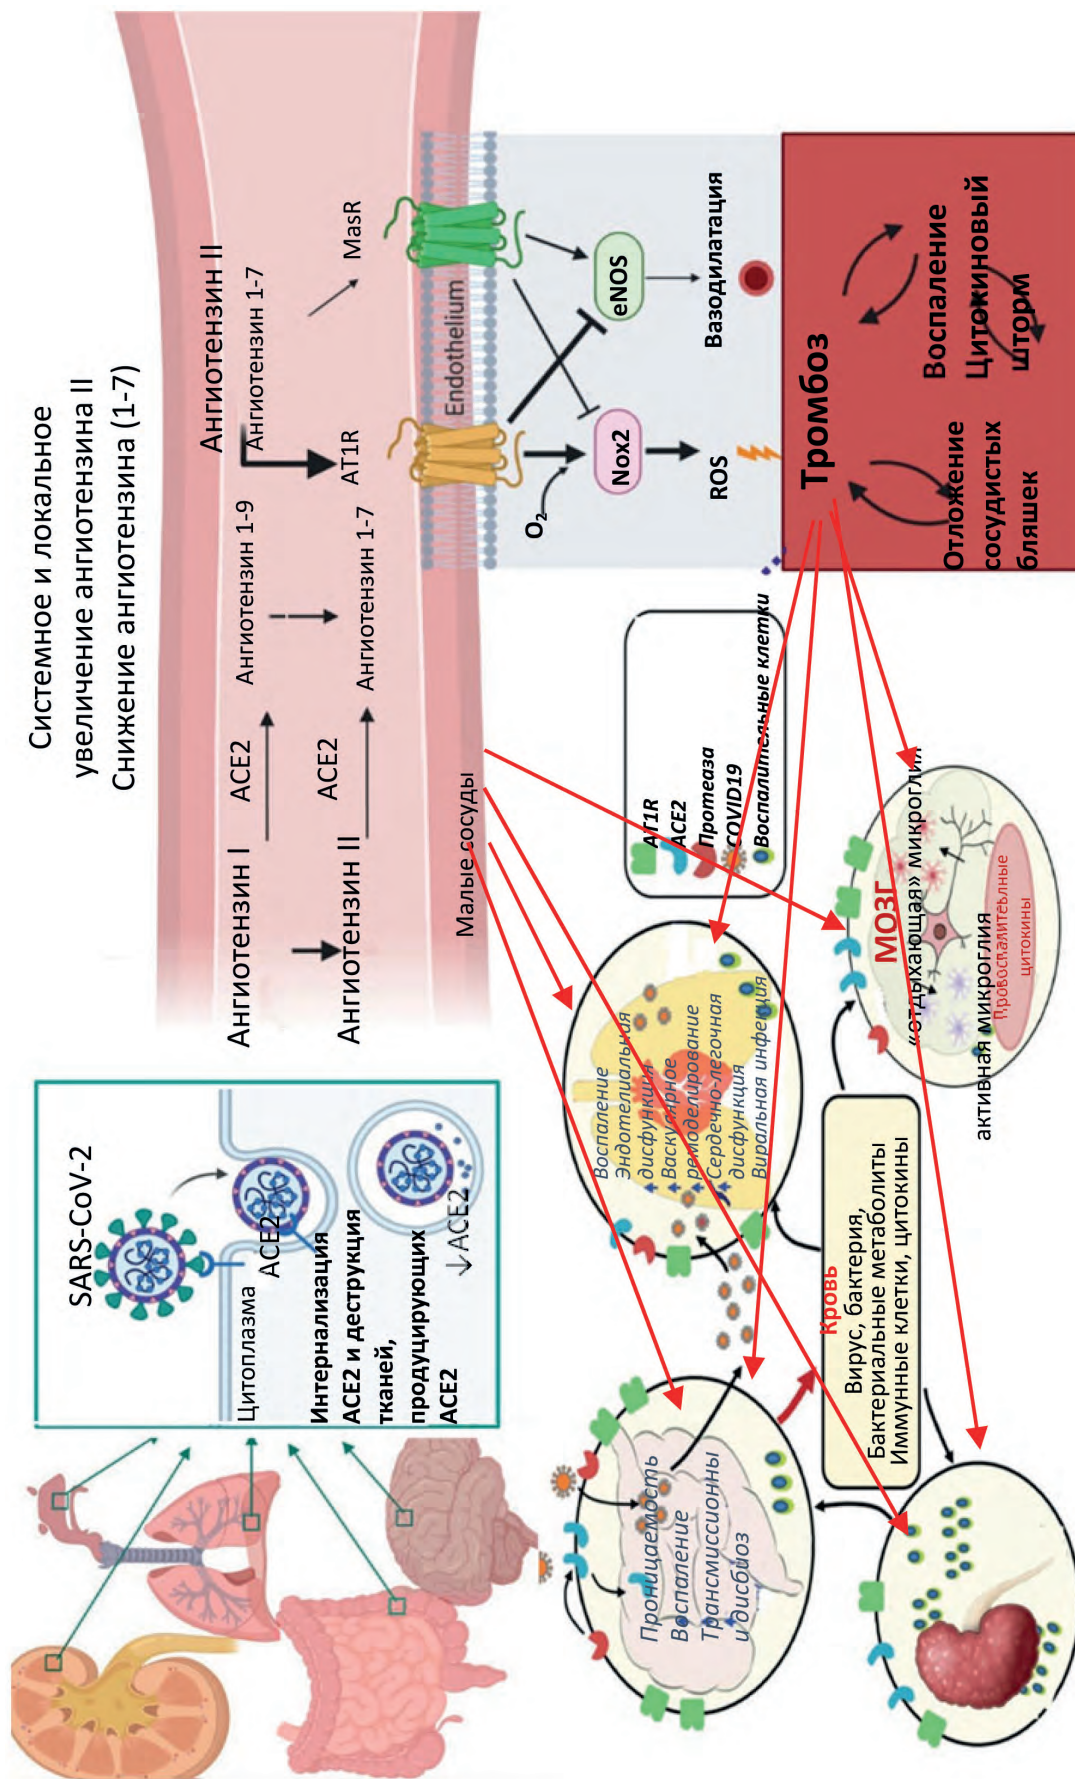 Системное и локальное
увеличение ангиотензина II
Снижение ангиотензина (1-7)
SARS-CoV-2
ACE2
Цитоплазма
Интернализация
ACE2 и деструкция
тканей,
продуцирующих
ACE2
↓ACE2
Ангиотензин I
ACE2
Ангиотензин 1-9
Ангиотензин II
Ангиотензин 1-7
Ангиотензин II
ACE2
Ангиотензин 1-7
AT1R
MasR
Малые сосуды
Endothelium
O₂
Nox2
eNOS
ROS
Вазодилатация
Тромбоз
Воспаление
Цитокиновый
шторм
Отложение
сосудистых
бляшек
AT1R
ACE2
Протеаза
COVID19
Воспалительные клетки
Воспаление
Эндотелиальная
дисфункция
Васкулярное
ремоделирование
Сердечно-легочная
дисфункция
Виральная инфекция
Проницаемость
Воспаление
Трансмиссионны
и дисбиоз
Кровь
Вирус, бактерия,
Бактериальные метаболиты
Иммунные клетки, цитокины
МОЗГ
«отдыхающая» микроглия
активная микроглия
Провоспалительные
цитокины